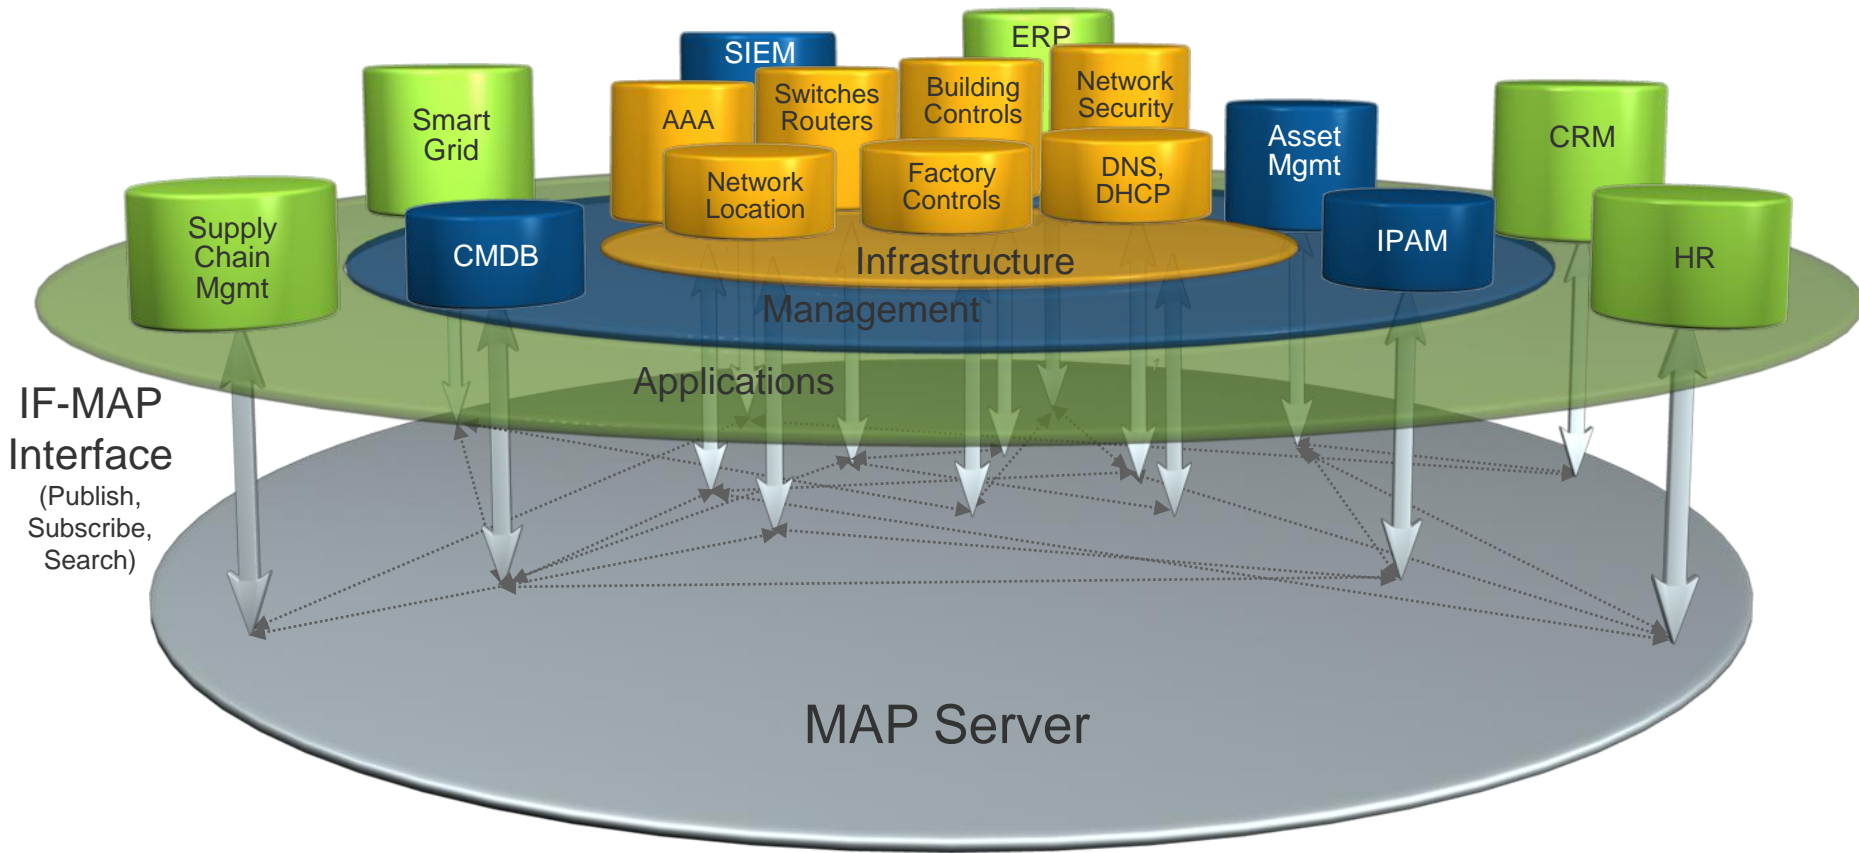 SIEM
ERP
Smart
Grid
AAA
Switches
Routers
Building
Controls
Network
Security
Asset
Mgmt
CRM
Supply
Chain
Mgmt
CMDB
Network
Location
Factory
Controls
DNS,
DHCP
IPAM
HR
Infrastructure
Management
Applications
IF-MAP
Interface
(Publish,
Subscribe,
Search)
MAP Server